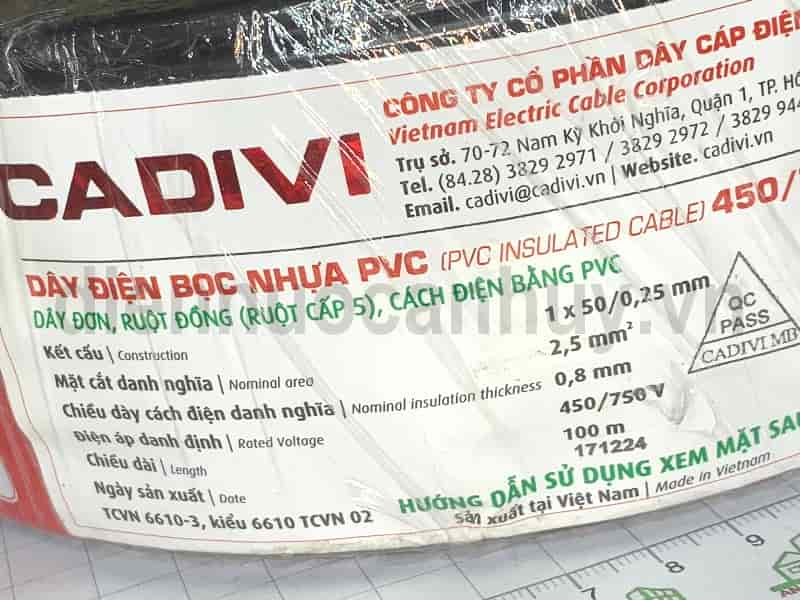 CADIVI
CÔNG TY CỔ PHẦN DÂY CÁP ĐIỆN
Vietnam Electric Cable Corporation
Trụ sở. 70-72 Nam Kỳ Khởi Nghĩa, Quận 1, TP.
Tel. (84.28) 3829 2971 / 3829 2972 / 3829
Email. cadivi@cadivi.vn | Website. cadivi.vn
DÂY ĐIỆN BỌC NHỰA PVC (PVC INSULATED CABLE) 450/
DÂY ĐƠN, RUỘT ĐỒNG (RUỘT CẤP 5), CÁCH ĐIỆN BẰNG PVC
Kết cấu | Construction 1 x 50/0,25 mm
Mặt cắt danh nghĩa | Nominal area 2,5 mm²
Chiều dày cách điện danh nghĩa | Nominal insulation thickness 0,8 mm
Điện áp danh định | Rated Voltage 450/750 V
Chiều dài | Length 100 m
Ngày sản xuất | Date 171224
TCVN 6610-3, kiểu 6610 TCVN 02
QC
PASS
CADIVI MB
HƯỚNG DẪN SỬ DỤNG XEM MẶT SAU
Sản xuất tại Việt Nam | Made in Vietnam
7 8 9